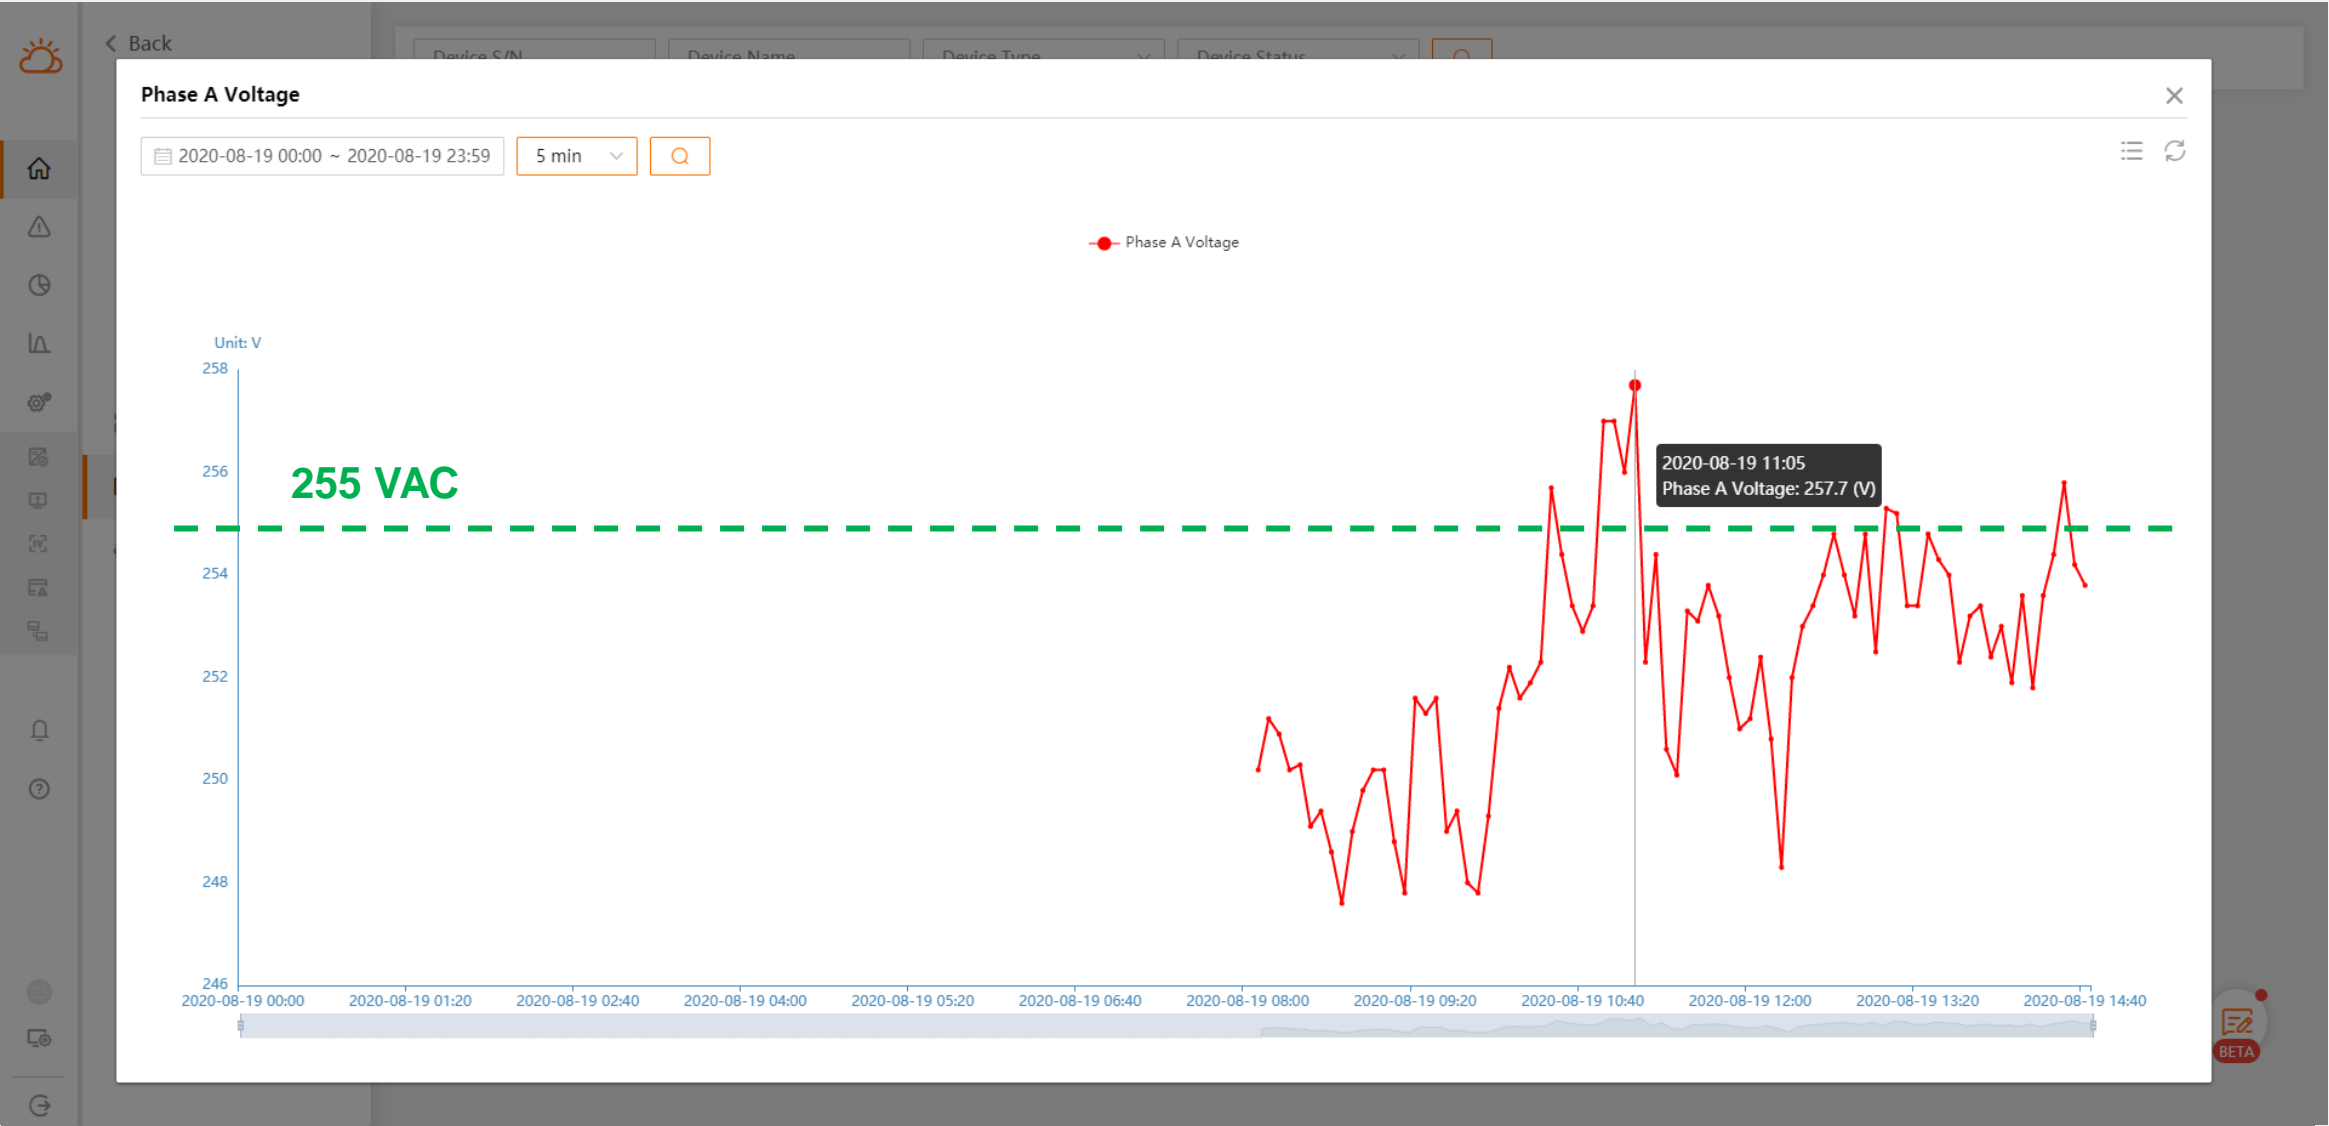 Back
Device S/N
Device Name
Device Type
Device Status
Phase A Voltage
2020-08-19 00:00 ~ 2020-08-19 23:59
5 min
Phase A Voltage
Unit: V
258
256
254
252
250
248
246
255 VAC
2020-08-19 11:05
Phase A Voltage: 257.7 (V)
2020-08-19 00:00
2020-08-19 01:20
2020-08-19 02:40
2020-08-19 04:00
2020-08-19 05:20
2020-08-19 06:40
2020-08-19 08:00
2020-08-19 09:20
2020-08-19 10:40
2020-08-19 12:00
2020-08-19 13:20
2020-08-19 14:40
BETA